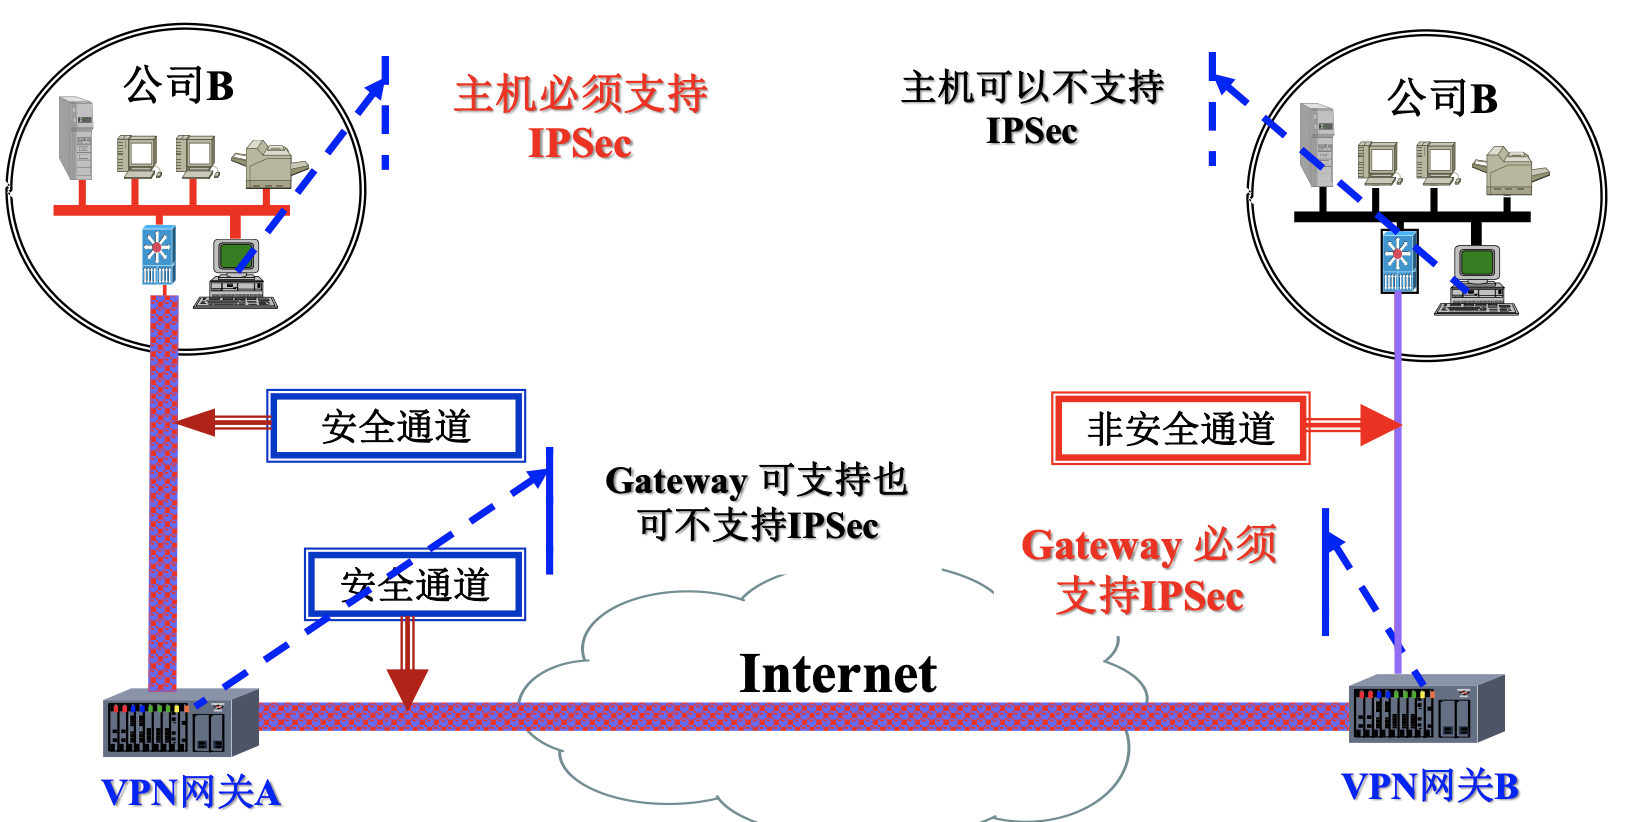 公司B
主机必须支持
IPSec
主机可以不支持
IPSec
公司B
安全通道
非安全通道
Gateway 可支持也
可不支持IPSec
安全通道
Gateway 必须
支持IPSec
Internet
VPN网关A
VPN网关B